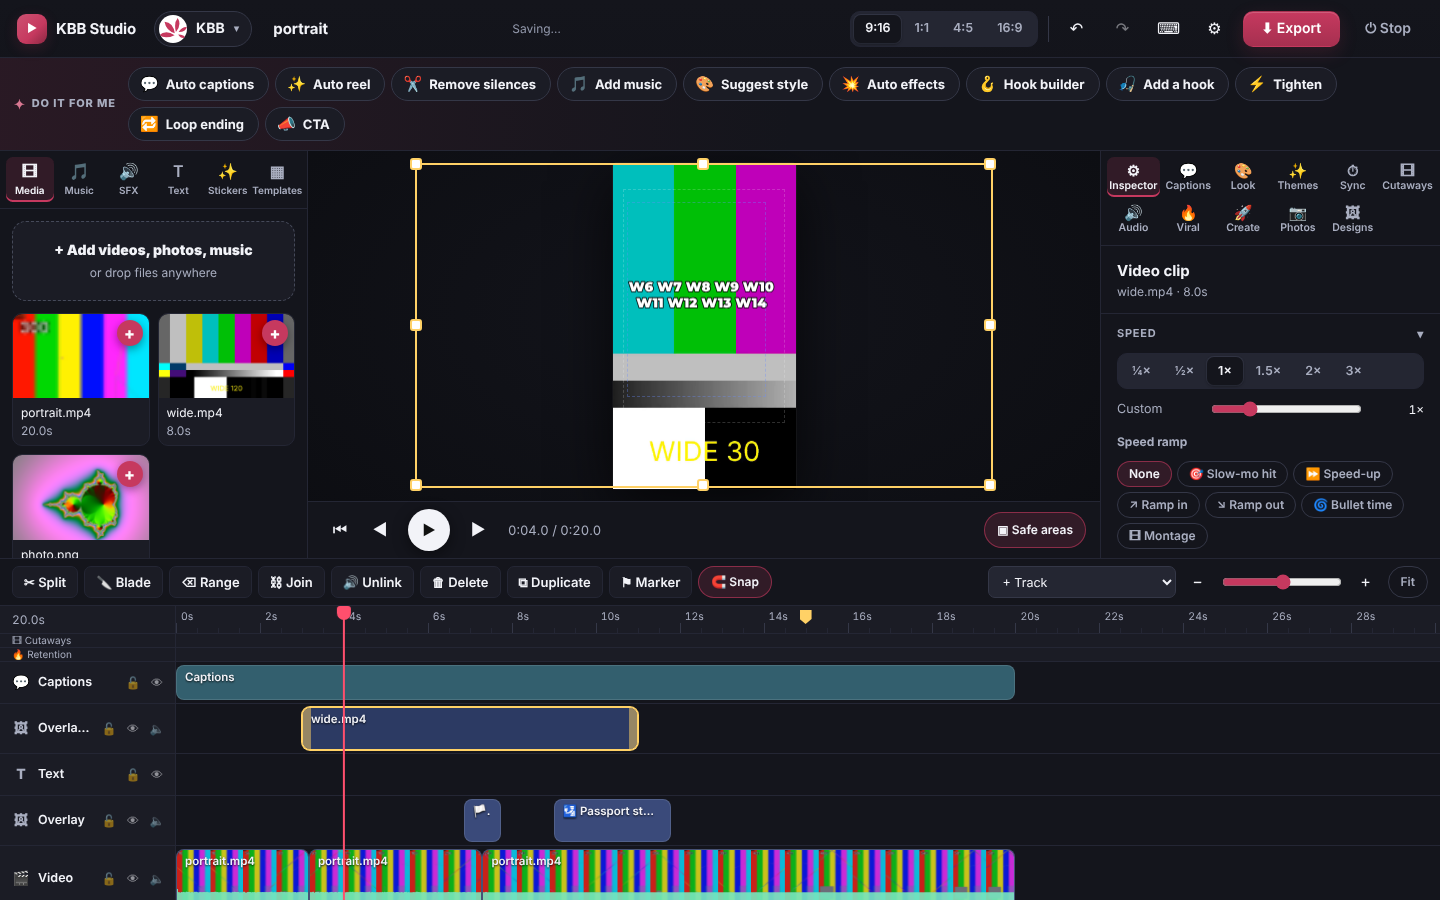 KBB Studio
KBB
portrait
Saving...
9:16 1:1 4:5 16:9
Export
Stop
DO IT FOR ME
Auto captions
Auto reel
Remove silences
Add music
Suggest style
Auto effects
Hook builder
Add a hook
Tighten
Loop ending
CTA
Media
Music
SFX
Text
Stickers
Templates
+ Add videos, photos, music
or drop files anywhere
portrait.mp4
20.0s
WIDE 120
wide.mp4
8.0s
photo.png
W6 W7 W8 W9 W10
W11 W12 W13 W14
WIDE 30
0:04.0 / 0:20.0
Safe areas
Inspector
Captions
Look
Themes
Sync
Cutaways
Audio
Viral
Create
Photos
Designs
Video clip
wide.mp4 · 8.0s
SPEED
¼× ½× 1× 1.5× 2× 3×
Custom 1×
Speed ramp
None
Slow-mo hit
Speed-up
Ramp in
Ramp out
Bullet time
Montage
Split
Blade
Range
Join
Unlink
Delete
Duplicate
Marker
Snap
+ Track
− +
Fit
20.0s
0s 2s 4s 6s 8s 10s 12s 14s 16s 18s 20s 22s 24s 26s 28s
Cutaways
Retention
Captions
Captions
Overla...
wide.mp4
Text
Overlay
Passport st...
Video
portrait.mp4
portrait.mp4
portrait.mp4